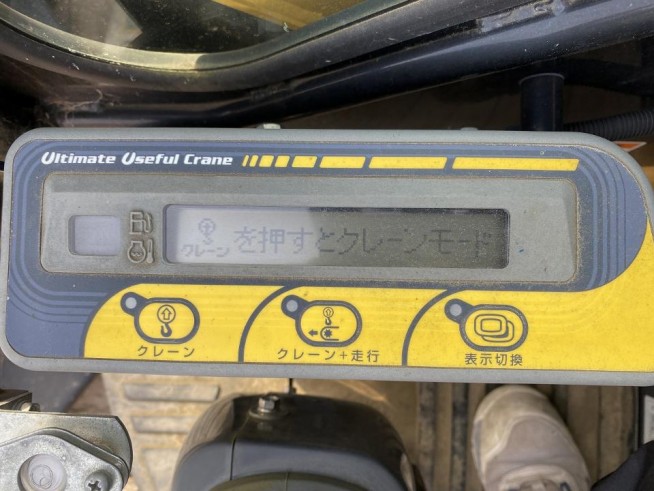 Ultimate Useful Crane
クレーン を押すとクレーンモード
クレーン
クレーン+走行
表示切換